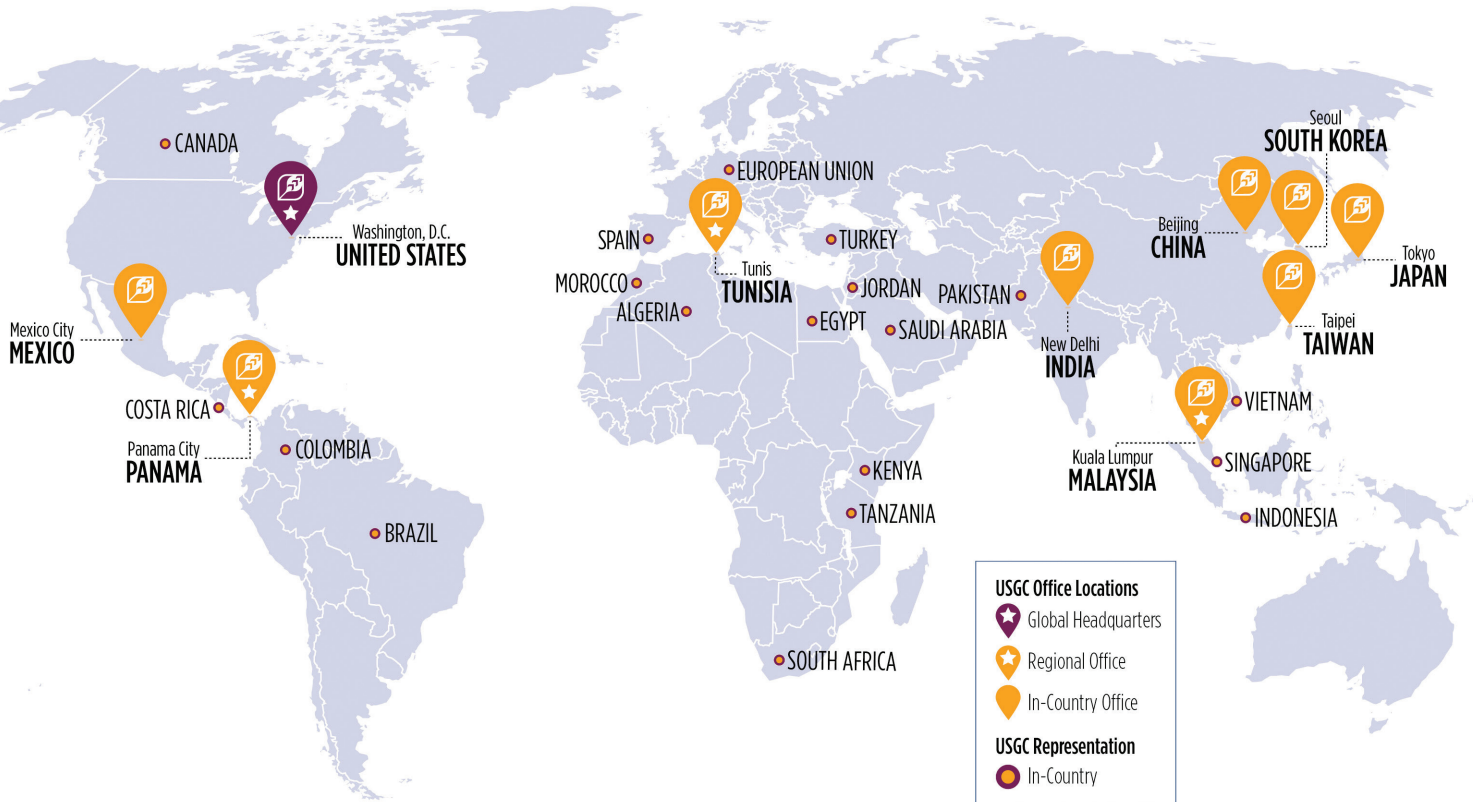 CANADA
Washington, D.C.
UNITED STATES
Mexico City
MEXICO
COSTA RICA
Panama City
PANAMA
COLOMBIA
BRAZIL
EUROPEAN UNION
SPAIN
TURKEY
MOROCCO
Tunis
TUNISIA
ALGERIA
JORDAN
EGYPT
SAUDI ARABIA
PAKISTAN
New Delhi
INDIA
KENYA
TANZANIA
SOUTH AFRICA
Seoul
SOUTH KOREA
Beijing
CHINA
Tokyo
JAPAN
Taipei
TAIWAN
VIETNAM
Kuala Lumpur
MALAYSIA
SINGAPORE
INDONESIA
USGC Office Locations
Global Headquarters
Regional Office
In-Country Office
USGC Representation
In-Country